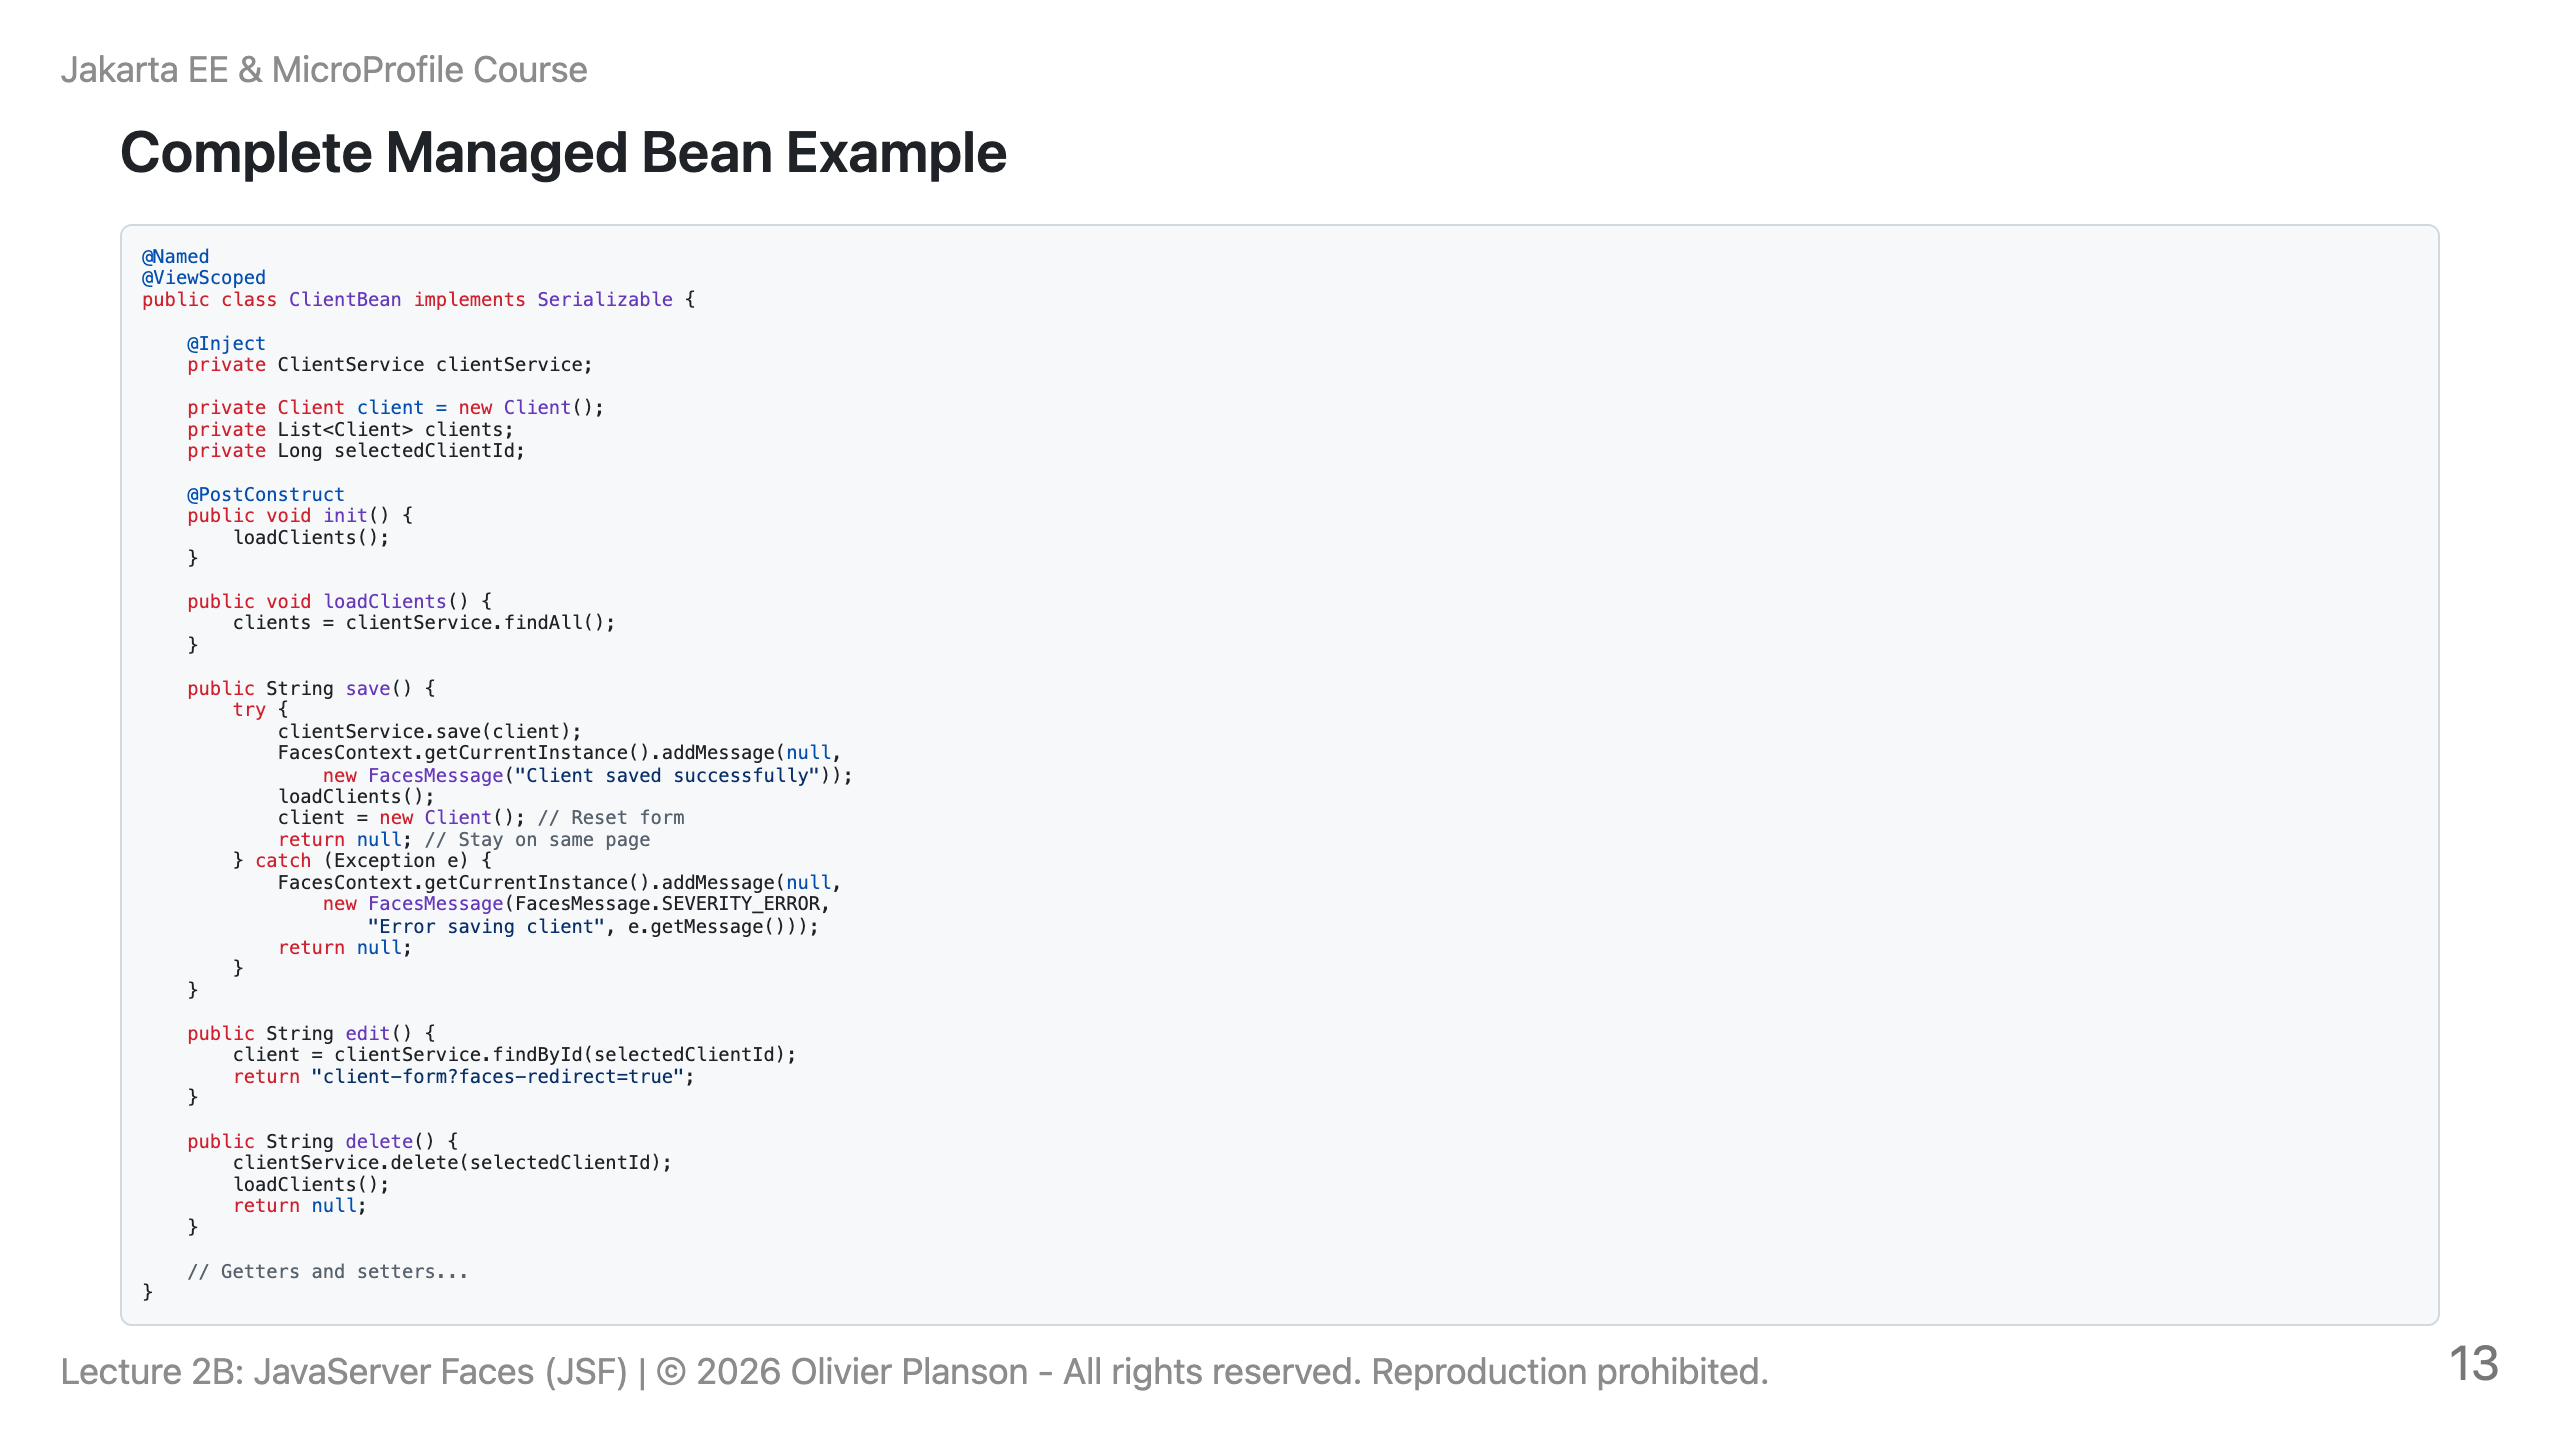 Jakarta EE & MicroProfile Course
Complete Managed Bean Example
@Named
@ViewScoped
public class ClientBean implements Serializable {
    @Inject
    private ClientService clientService;
    private Client client = new Client();
    private List<Client> clients;
    private Long selectedClientId;
    @PostConstruct
    public void init() {
        loadClients();
    }
    public void loadClients() {
        clients = clientService.findAll();
    }
    public String save() {
        try {
            clientService.save(client);
            FacesContext.getCurrentInstance().addMessage(null,
                new FacesMessage("Client saved successfully"));
            loadClients();
            client = new Client(); // Reset form
            return null; // Stay on same page
        } catch (Exception e) {
            FacesContext.getCurrentInstance().addMessage(null,
                new FacesMessage(FacesMessage.SEVERITY_ERROR,
                    "Error saving client", e.getMessage()));
            return null;
        }
    }
    public String edit() {
        client = clientService.findById(selectedClientId);
        return "client-form?faces-redirect=true";
    }
    public String delete() {
        clientService.delete(selectedClientId);
        loadClients();
        return null;
    }
    // Getters and setters...
}
Lecture 2B: JavaServer Faces (JSF) | © 2026 Olivier Planson - All rights reserved. Reproduction prohibited.
13